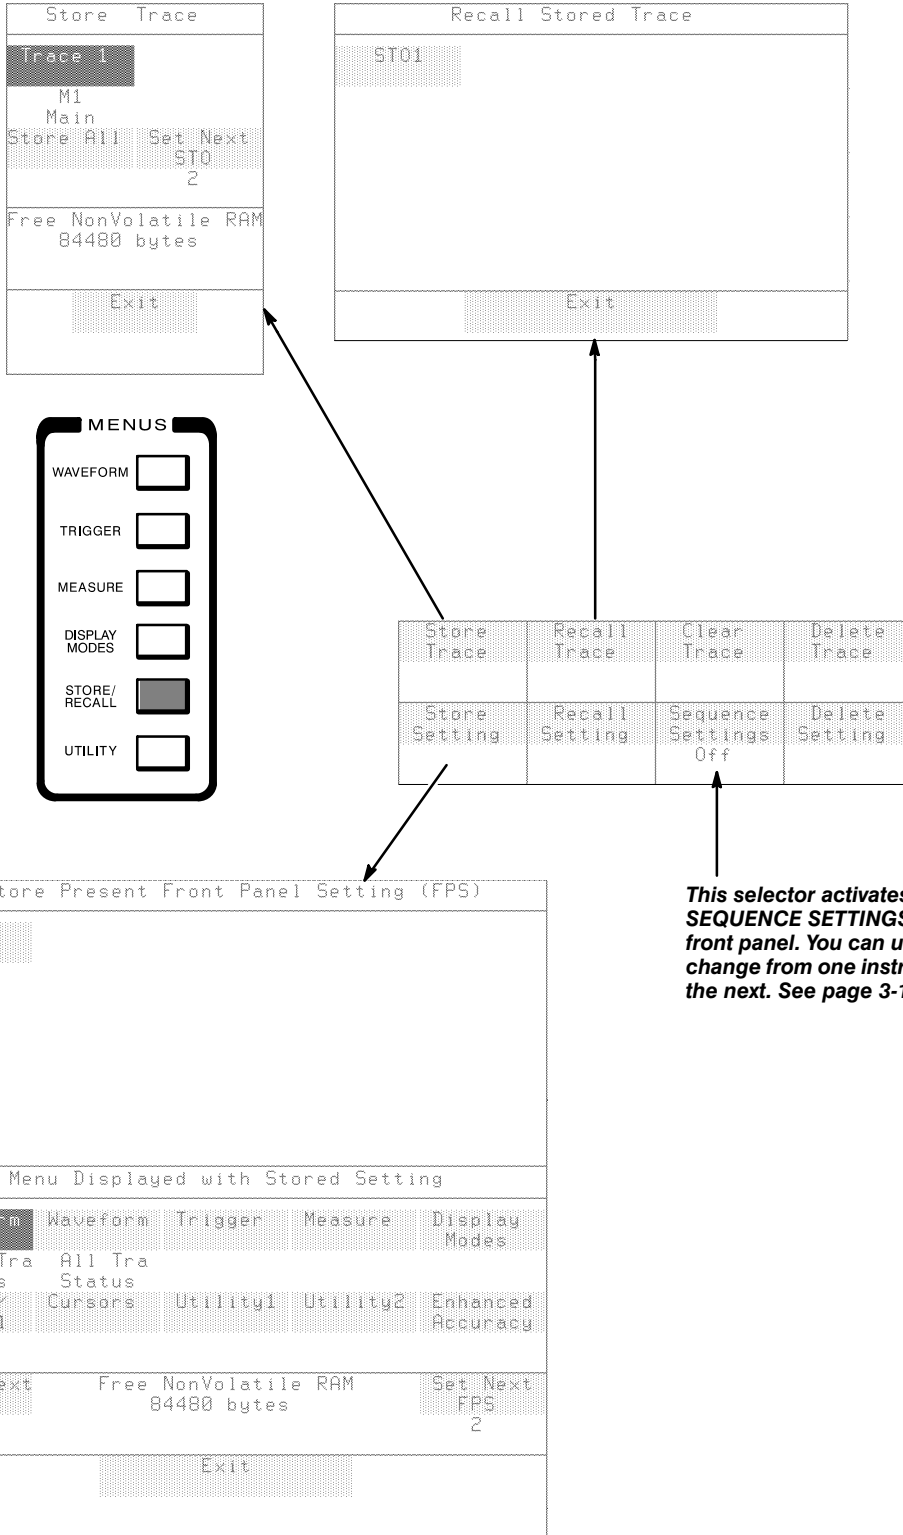 Store Trace
Recall Stored Trace
Trace 1
M1
Main
Store All
Set Next
STO
2
Free NonVolatile RAM
84480 bytes
Exit
STO1
Exit
MENUS
WAVEFORM
TRIGGER
MEASURE
DISPLAY
MODES
STORE/
RECALL
UTILITY
Store
Trace
Recall
Trace
Clear
Trace
Delete
Trace
Store
Setting
Recall
Setting
Sequence
Settings
Off
Delete
Setting
This selector activates
SEQUENCE SETTINGS
front panel. You can u
change from one instr
the next. See page 3-1
tore Present Front Panel Setting (FPS)
Menu Displayed with Stored Setting
rm
Tra
s
Waveform
All Tra
Status
Trigger
Measure
Display
Modes
Cursors
Utility1
Utility2
Enhanced
Accuracy
ext
Free NonVolatile RAM
84480 bytes
Set Next
FPS
2
Exit